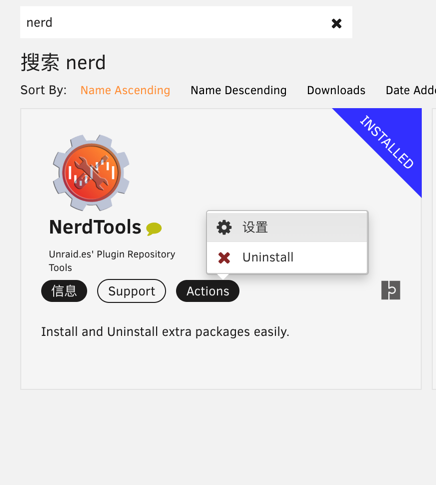 nerd
搜索 nerd
Sort By: Name Ascending Name Descending Downloads Date Adde
INSTALLED
NerdTools
设置
Unraid.es' Plugin Repository
Tools
Uninstall
信息 Support Actions
Install and Uninstall extra packages easily.